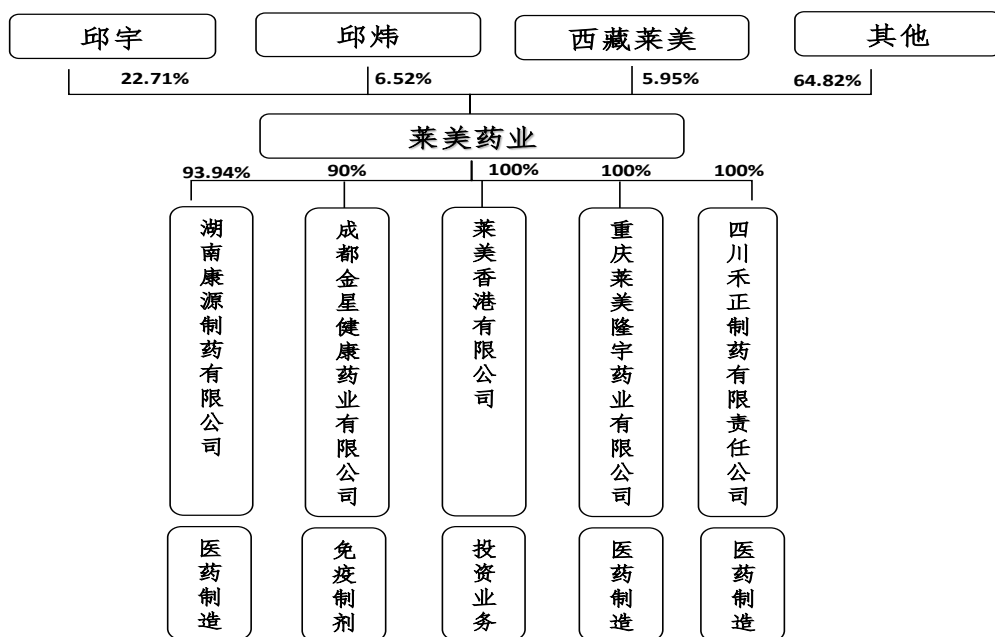 邱宇
邱炜
西藏莱美
其他
22.71%
6.52%
5.95%
64.82%
莱美药业
93.94%
90%
100%
100%
100%
湖南康源制药有限公司
成都金星健康药业有限公司
莱美香港有限公司
重庆莱美隆宇药业有限公司
四川禾正制药有限责任公司
医药制造
免疫制剂
投资业务
医药制造
医药制造